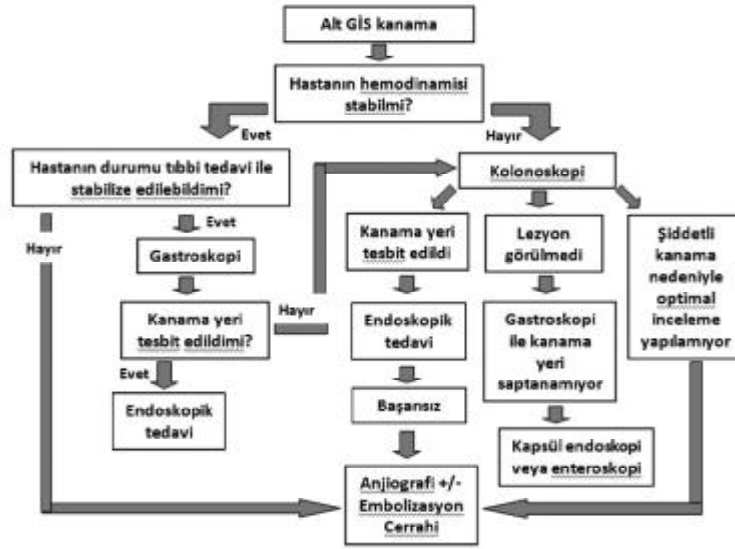 Alt GİS kanama
Hastanın hemodinamisi
stabilmi?
Evet
Hayır
Hastanın durumu tıbbi tedavi ile
stabilize edilebildimi?
Kolonoskopi
Hayır
Evet
Gastroskopi
Kanama yeri
tesbit edildimi?
Hayır
Evet
Endoskopik
tedavi
Kanama yeri
tesbit edildi
Endoskopik
tedavi
Başarısız
Lezyon
görülmedi
Gastroskopi
ile kanama
yeri
saptanamıyor
Kapsül endoskopi
veya enteroskopi
Şiddetli
kanama
nedeniyle
optimal
inceleme
yapılamıyor
Anjiografi +/-
Embolizasyon
Cerrahi